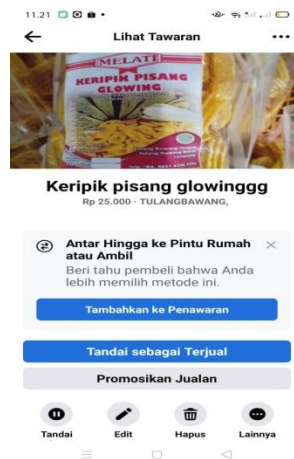 11.21
Lihat Tawaran
MELATI
KERIPIK PISANG
GLOWING
Keripik pisang glowinggg
Rp 25.000 · TULANGBAWANG,
Antar Hingga ke Pintu Rumah
atau Ambil
Beri tahu pembeli bahwa Anda
lebih memilih metode ini.
Tambahkan ke Penawaran
Tandai sebagai Terjual
Promosikan Jualan
Tandai
Edit
Hapus
Lainnya